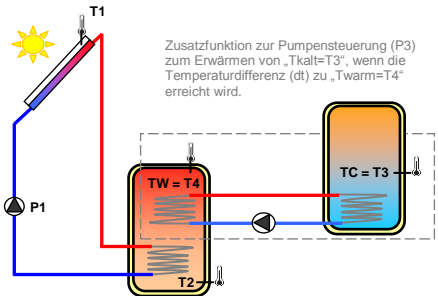 T1
Zusatzfunktion zur Pumpensteuerung (P3)
zum Erwärmen von „Tkalt=T3“, wenn die
Temperaturdifferenz (dt) zu „Twarm=T4“
erreicht wird.
TC = T3
TW = T4
P1
T2